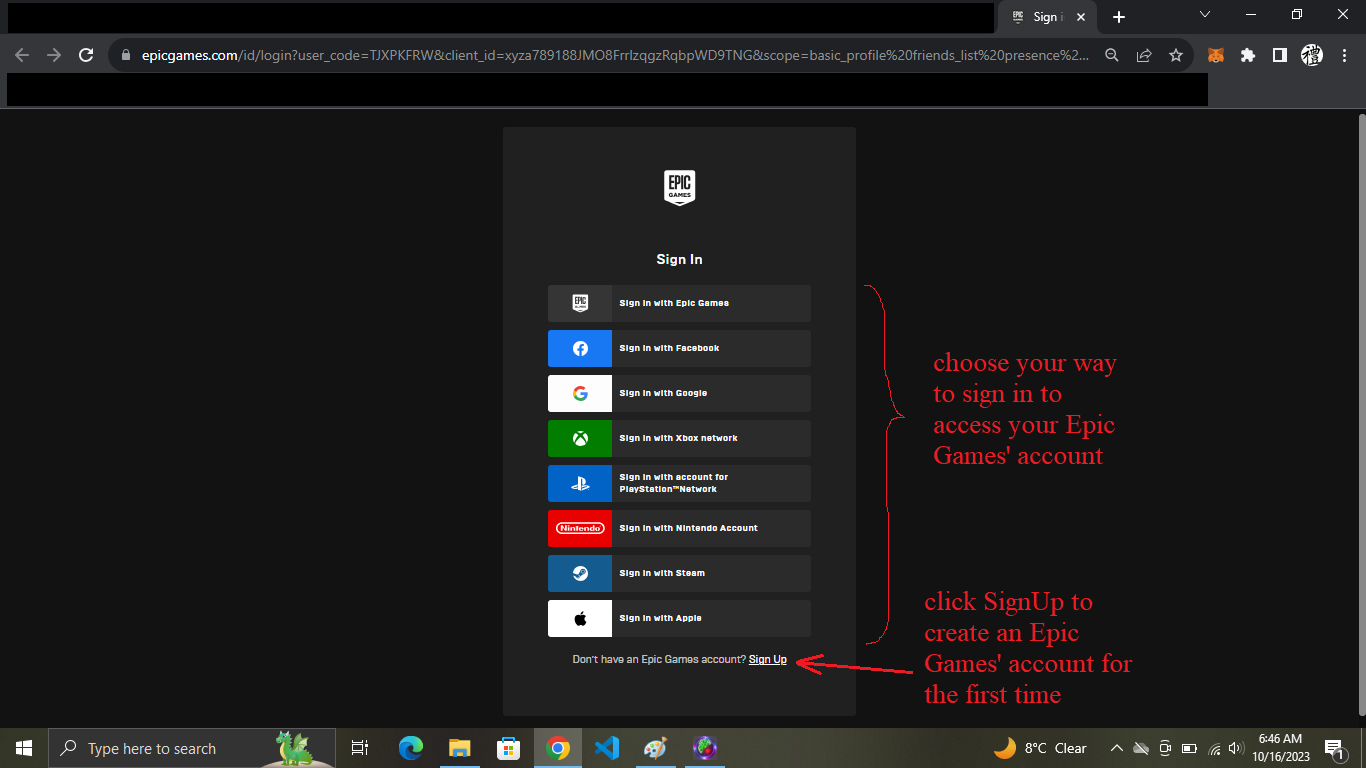 Sign i
epicgames.com/id/login?user_code=TJXPKFRW&client_id=xyza789188JMO8FrrlzqgzRqbpWD9TNG&scope=basic_profile%20friends_list%20presence%2...
EPIC
GAMES
Sign In
Sign In with Epic Games
Sign In with Facebook
Sign In with Google
Sign In with Xbox network
Sign In with account for
PlayStation™Network
Nintendo
Sign In with Nintendo Account
Sign In with Steam
Sign In with Apple
Don't have an Epic Games account? Sign Up
choose your way
to sign in to
access your Epic
Games' account
click SignUp to
create an Epic
Games' account for
the first time
Type here to search
8°C Clear
6:46 AM
10/16/2023
1